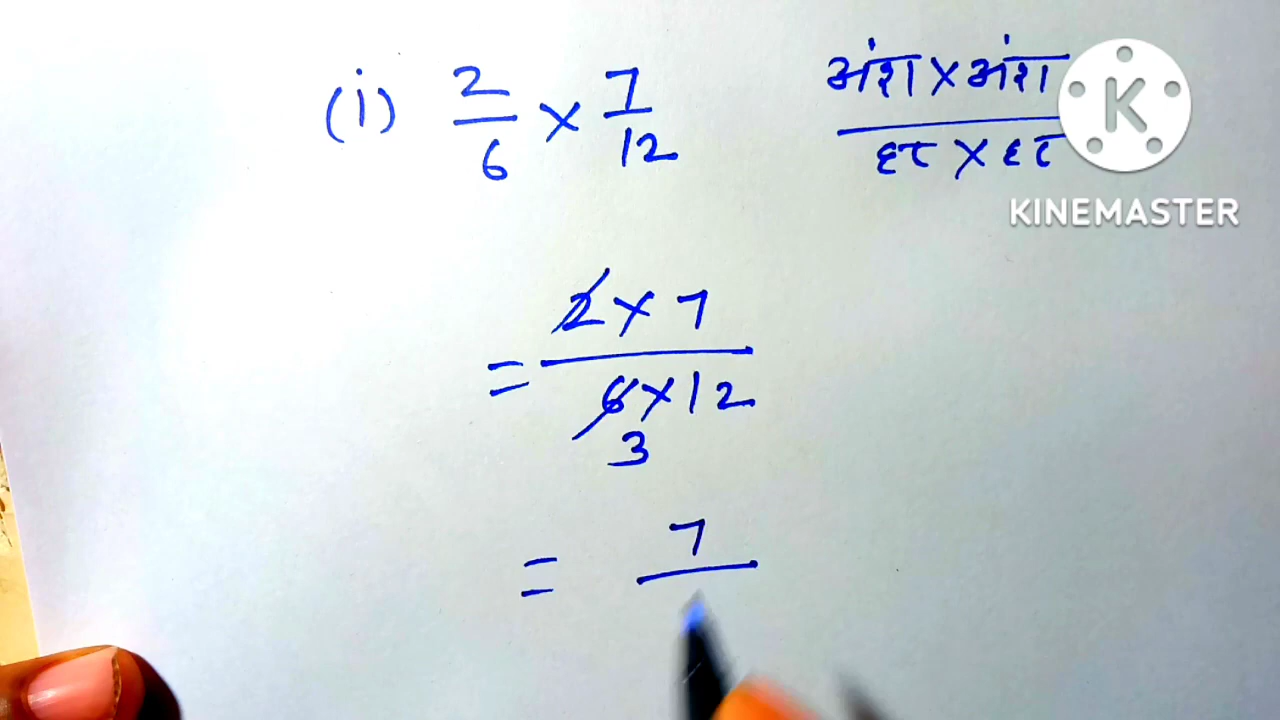 (i) 2/6 × 7/12
अंश × अंश
हर × हर
K
KINEMASTER
= 2 × 7
6 × 12
3
= 7